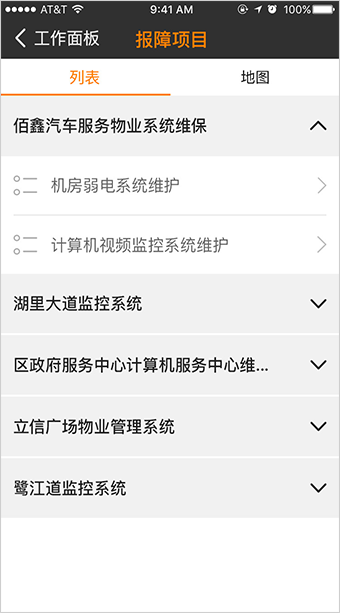 AT&T 9:41 AM 100%
工作面板 报障项目
列表 地图
佰鑫汽车服务物业系统维保
机房弱电系统维护
计算机视频监控系统维护
湖里大道监控系统
区政府服务中心计算机服务中心维...
立信广场物业管理系统
鹭江道监控系统